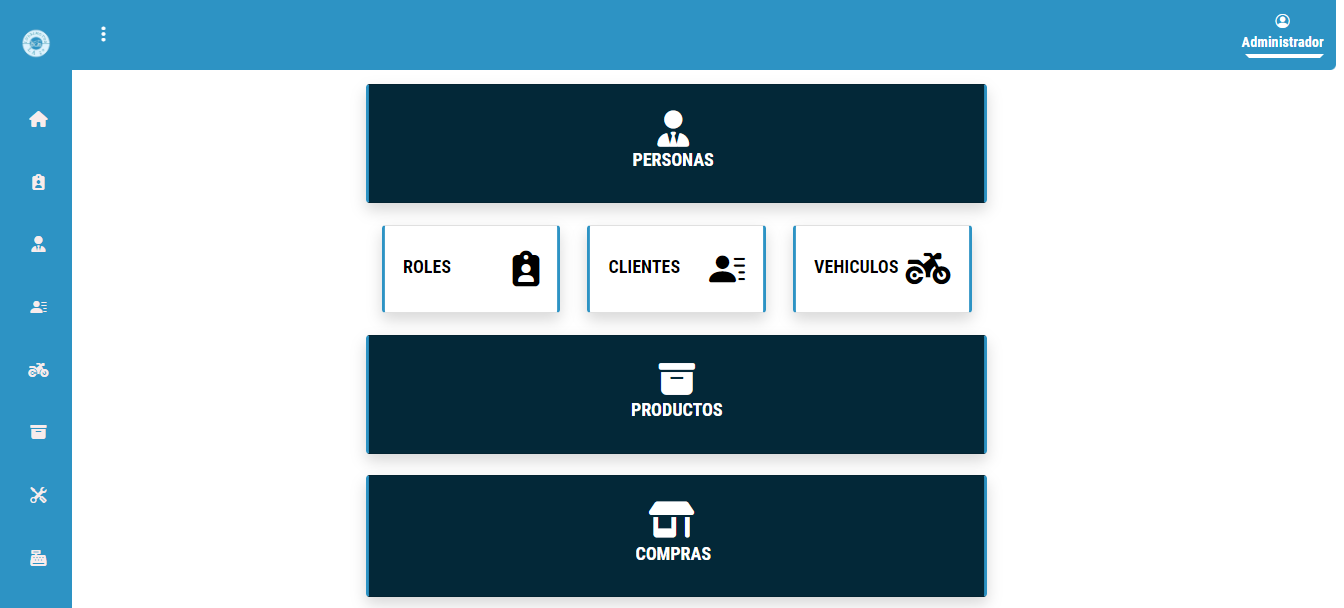 Administrador
PERSONAS
ROLES
CLIENTES
VEHICULOS
PRODUCTOS
COMPRAS